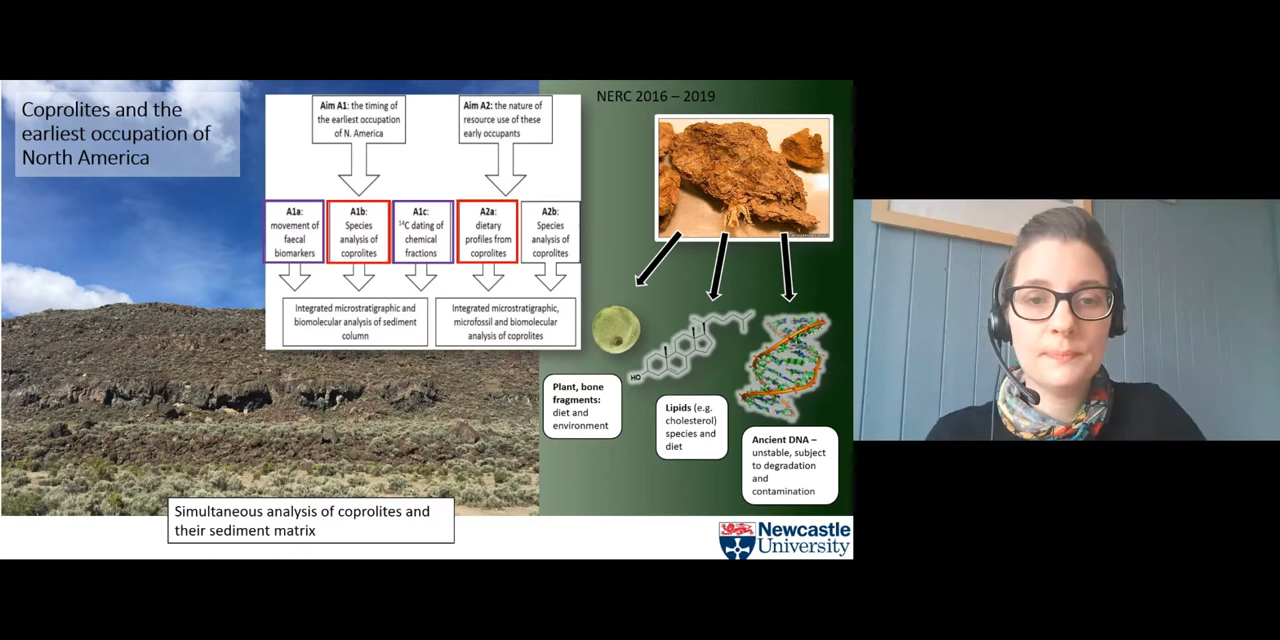 Coprolites and the
earliest occupation of
North America
Aim A1: the timing of
the earliest occupation
of N. America
Aim A2: the nature of
resource use of these
early occupants
A1a:
movement of
faecal
biomarkers
A1b:
Species
analysis of
coprolites
A1c:
¹⁴C dating of
chemical
fractions
A2a:
dietary
profiles from
coprolites
A2b:
Species
analysis of
coprolites
Integrated microstratigraphic and
biomolecular analysis of sediment
column
Integrated microstratigraphic,
microfossil and biomolecular
analysis of coprolites
NERC 2016 – 2019
HO
Plant, bone
fragments:
diet and
environment
Lipids (e.g.
cholesterol)
species and
diet
Ancient DNA –
unstable, subject
to degradation
and
contamination
Simultaneous analysis of coprolites and
their sediment matrix
Newcastle
University